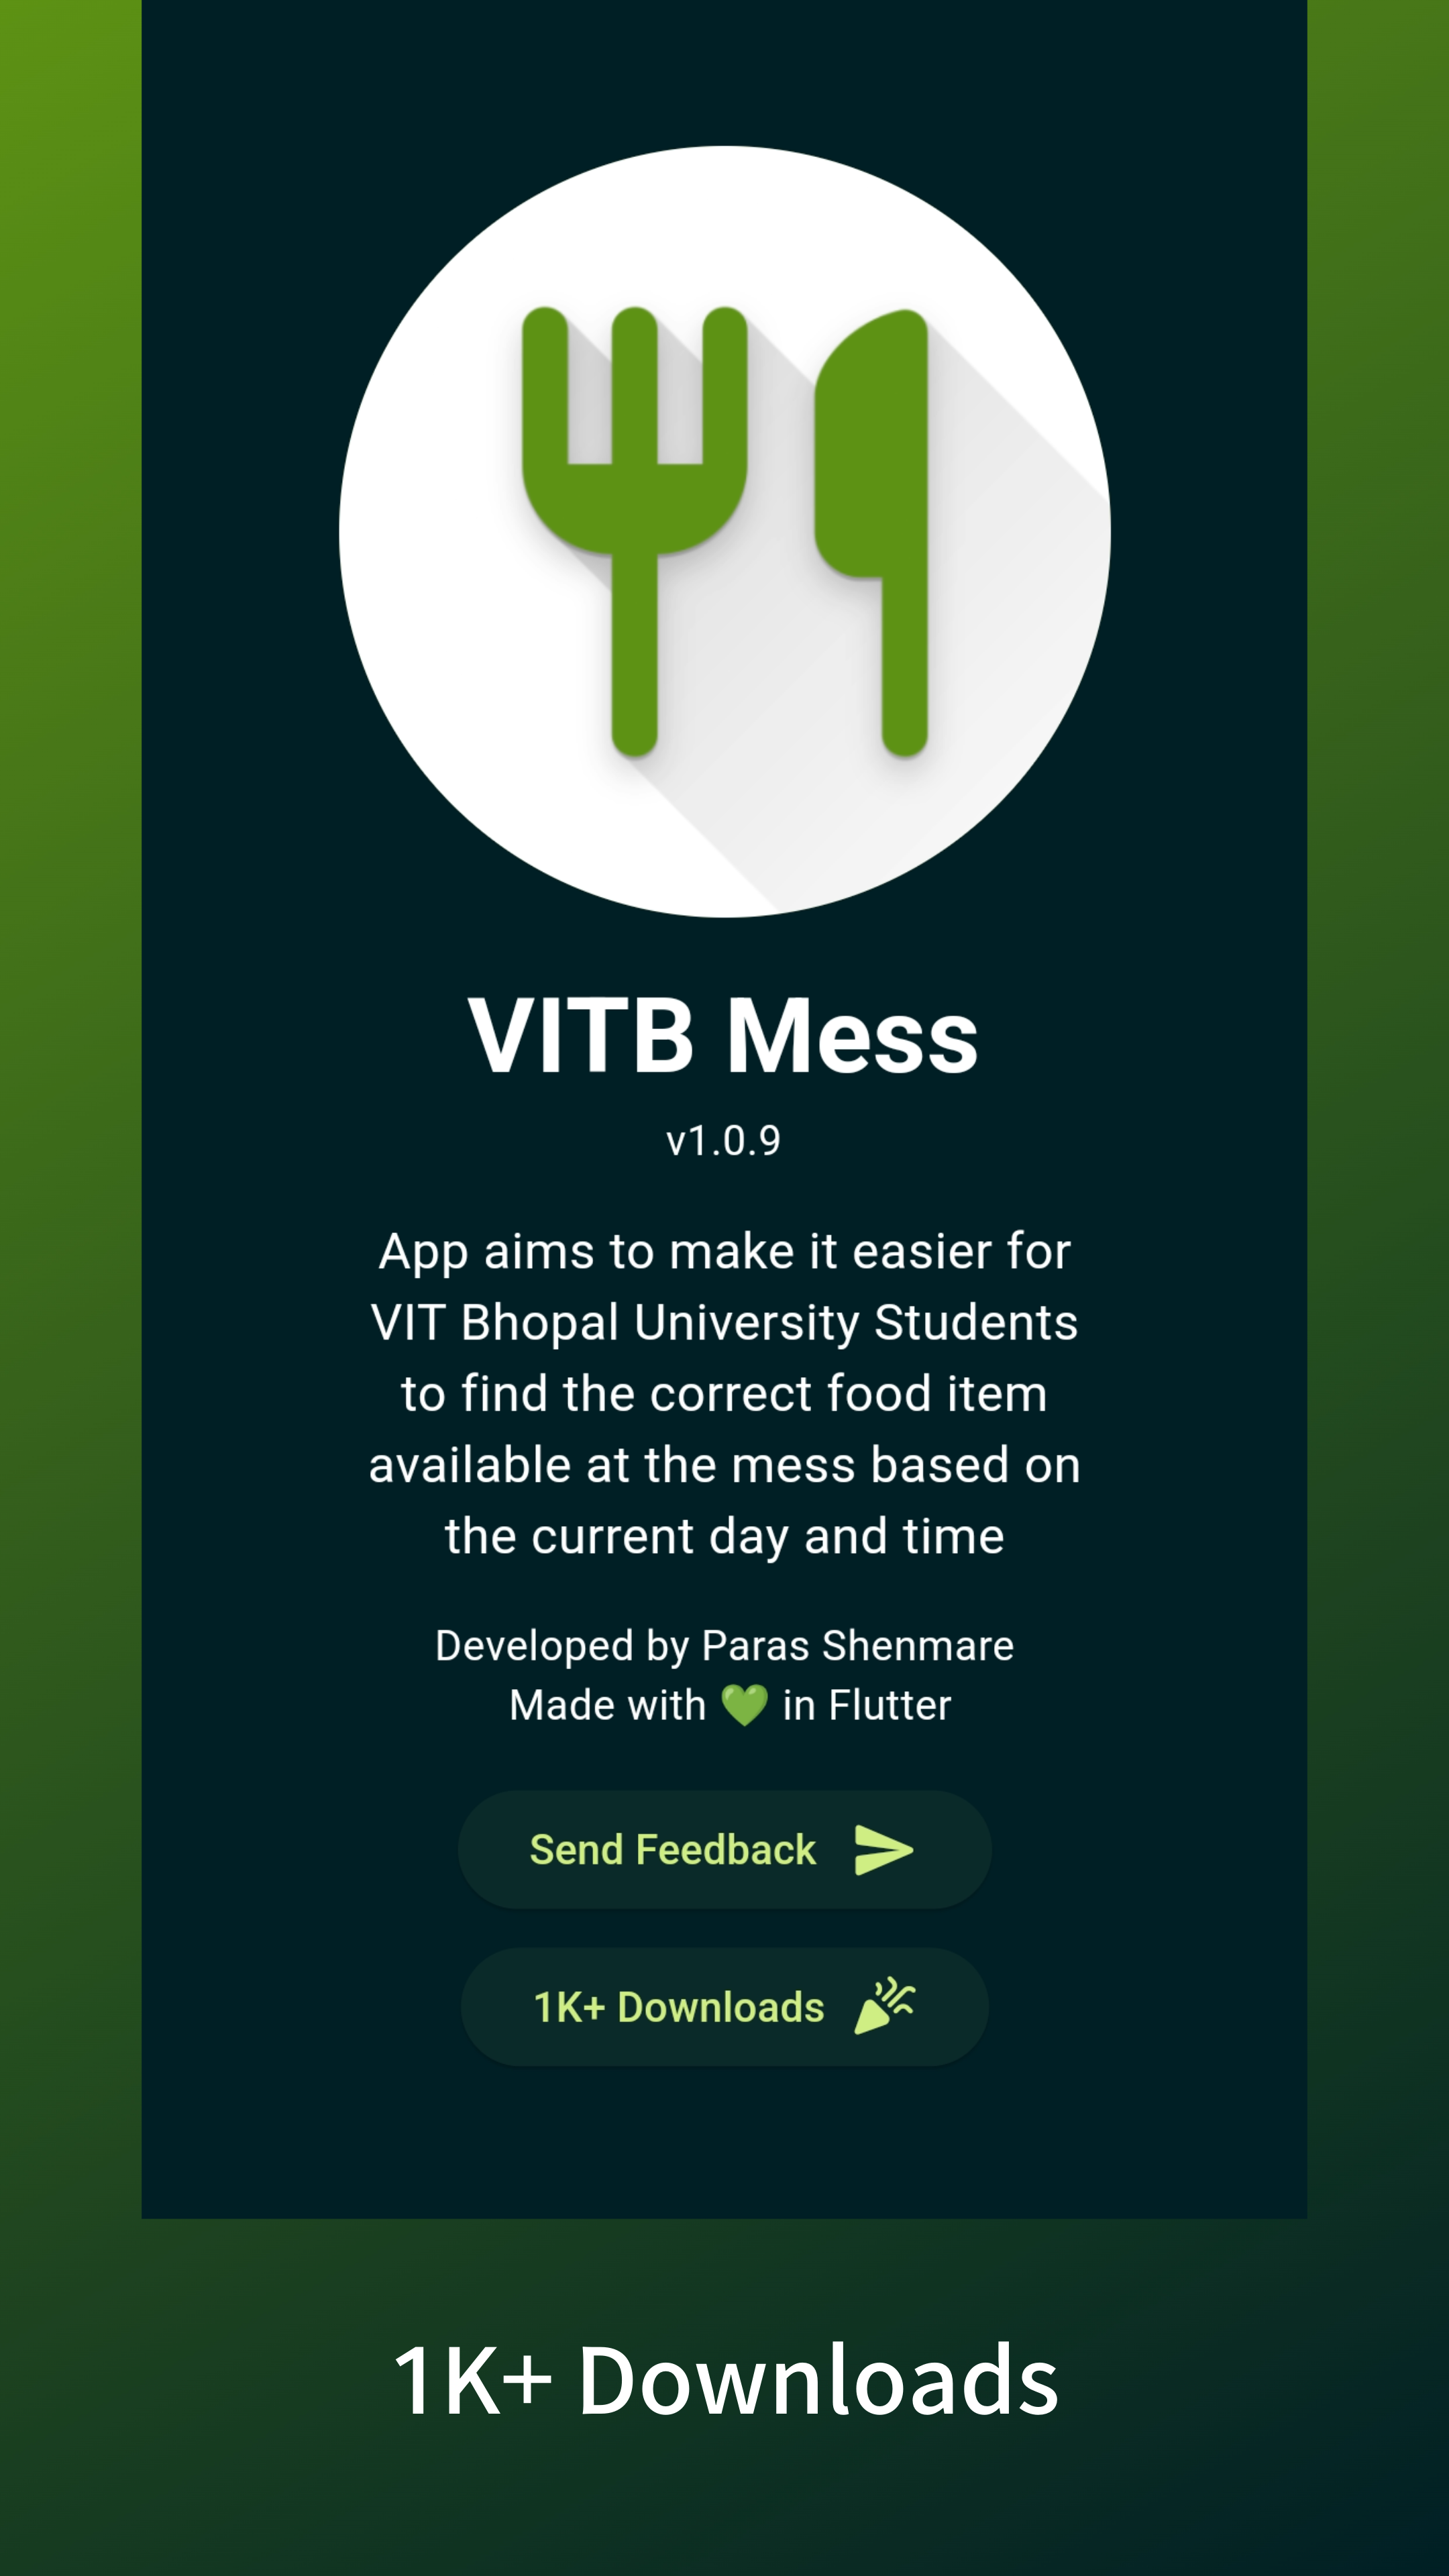 VITB Mess
v1.0.9
App aims to make it easier for
VIT Bhopal University Students
to find the correct food item
available at the mess based on
the current day and time
Developed by Paras Shenmare
Made with 💚 in Flutter
Send Feedback
1K+ Downloads
1K+ Downloads